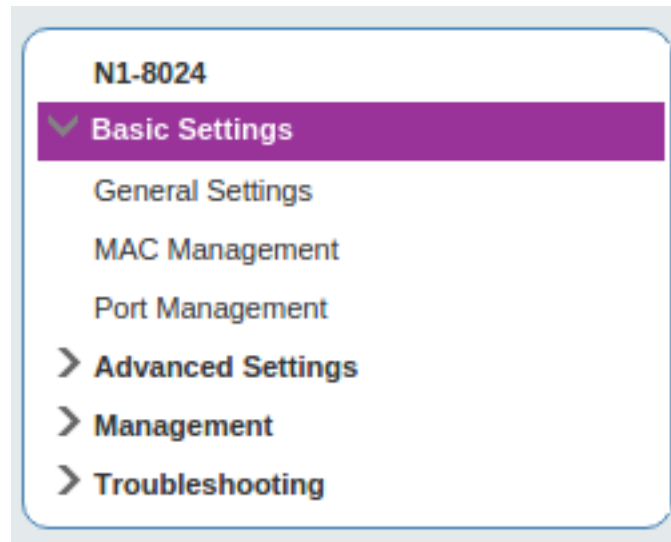 N1-8024
Basic Settings
General Settings
MAC Management
Port Management
Advanced Settings
Management
Troubleshooting